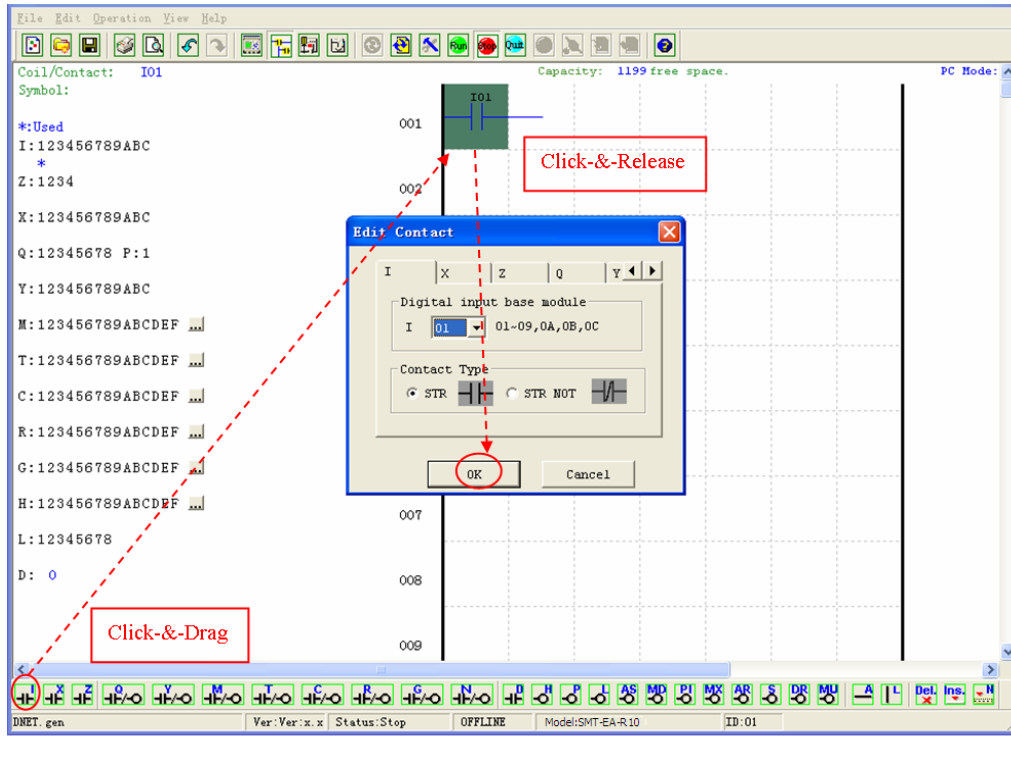 File Edit Operation View Help
Run Stop Quit
Coil/Contact: I01 Capacity: 1199 free space. PC Mode:
Symbol:
*:Used
I:123456789ABC
*
Z:1234
X:123456789ABC
Q:12345678 P:1
Y:123456789ABC
M:123456789ABCDEF ...
T:123456789ABCDEF ...
C:123456789ABCDEF ...
R:123456789ABCDEF ...
G:123456789ABCDEF ...
H:123456789ABCDEF ...
L:12345678
D: 0
I01
001
002
007
008
009
Click-&-Release
Edit Contact
I X Z Q Y
Digital input base module
I 01 01~09,0A,0B,0C
Contact Type
STR STR NOT
OK Cancel
Click-&-Drag
I X Z Q Y M T C R G N P H P L AS MD PI MX AR S DR MU A L Del. Ins. N
DNET.gen Ver:Ver:x.x Status:Stop OFFLINE Model:SMT-EA-R10 ID:01